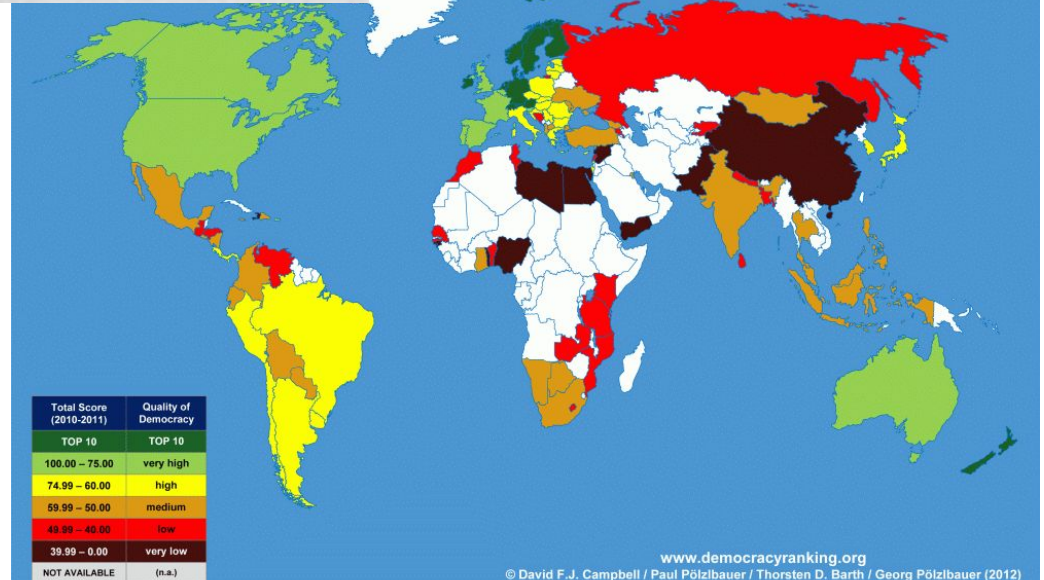 Total Score (2010-2011) Quality of Democracy
TOP 10 TOP 10
100.00 – 75.00 very high
74.99 – 60.00 high
59.99 – 50.00 medium
49.99 – 40.00 low
39.99 – 0.00 very low
NOT AVAILABLE (n.a.)
www.democracyranking.org
© David F.J. Campbell / Paul Pölzlbauer / Thorsten D. Barth / Georg Pölzlbauer (2012)